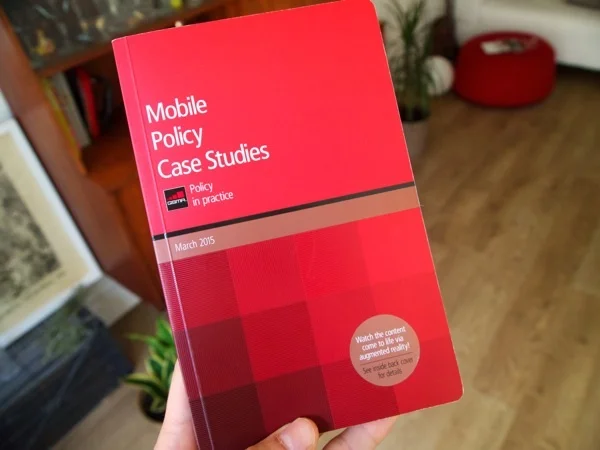 Mobile
Policy
Case Studies
GSMA
Policy
in practice
March 2015
Watch the content
come to life via
augmented reality!
See inside back cover
for details